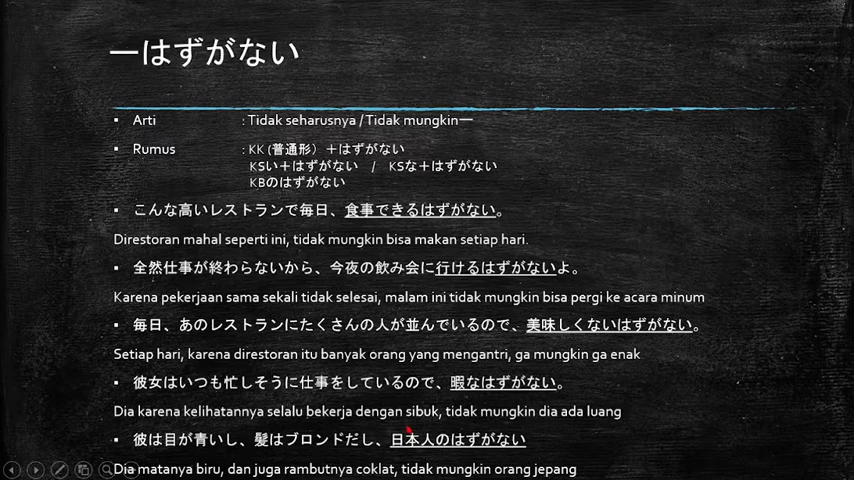 ーはずがない
▪ Arti : Tidak seharusnya / Tidak mungkinー
▪ Rumus : KK (普通形）＋はずがない
KSい＋はずがない / KSな＋はずがない
KBのはずがない
▪ こんな高いレストランで毎日、食事できるはずがない。
Direstoran mahal seperti ini, tidak mungkin bisa makan setiap hari.
▪ 全然仕事が終わらないから、今夜の飲み会に行けるはずがないよ。
Karena pekerjaan sama sekali tidak selesai, malam ini tidak mungkin bisa pergi ke acara minum
▪ 毎日、あのレストランにたくさんの人が並んでいるので、美味しくないはずがない。
Setiap hari, karena direstoran itu banyak orang yang mengantri, ga mungkin ga enak
▪ 彼女はいつも忙しそうに仕事をしているので、暇なはずがない。
Dia karena kelihatannya selalu bekerja dengan sibuk, tidak mungkin dia ada luang
▪ 彼は目が青いし、髪はブロンドだし、日本人のはずがない
Dia matanya biru, dan juga rambutnya coklat, tidak mungkin orang jepang